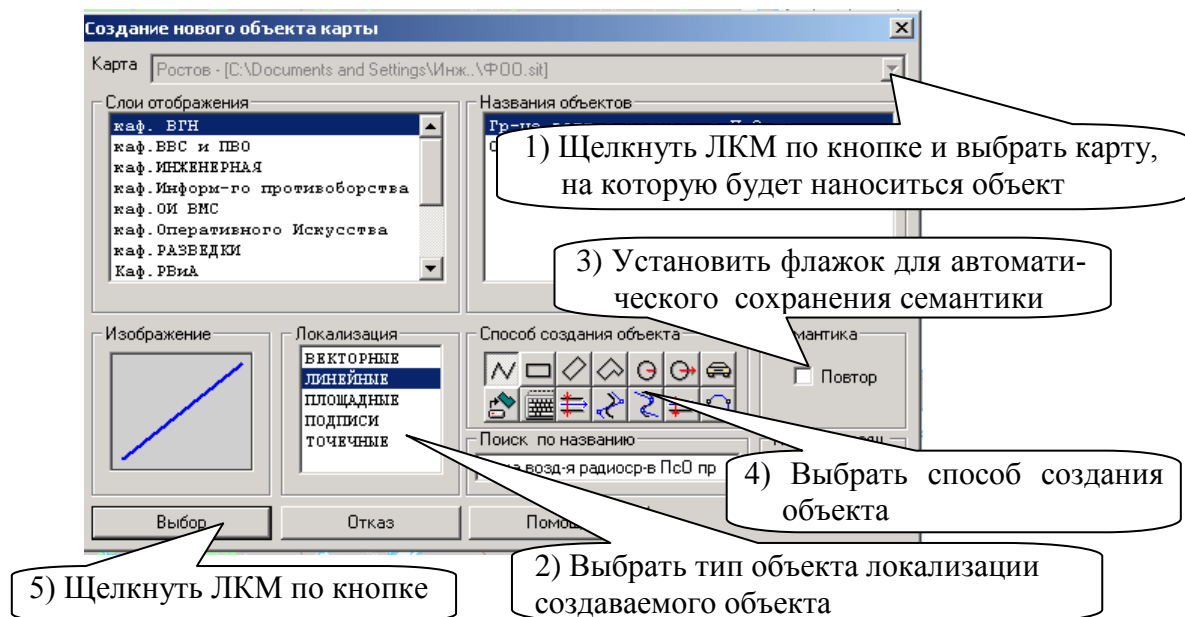 Создание нового объекта карты
Карта
Ростов - [C:\Documents and Settings\Инж..\ФОО.sit]
Слои отображения
каф. ВГН
каф.ВВС и ПВО
каф.ИНЖЕНЕРНАЯ
каф.Информ-го противоборства
каф.ОИ ВМС
каф.Оперативного Искусства
каф.РАЗВЕДКИ
Каф.РВиА
Названия объектов
1) Щелкнуть ЛКМ по кнопке и выбрать карту,
на которую будет наноситься объект
3) Установить флажок для автомати-
ческого сохранения семантики
Изображение
Локализация
ВЕКТОРНЫЕ
ЛИНЕЙНЫЕ
ПЛОЩАДНЫЕ
ПОДПИСИ
ТОЧЕЧНЫЕ
Способ создания объекта
Повтор
Поиск по названию
возд-я радиоср-в ПсО пр
4) Выбрать способ создания
объекта
Выбор
Отказ
2) Выбрать тип объекта локализации
создаваемого объекта
5) Щелкнуть ЛКМ по кнопке